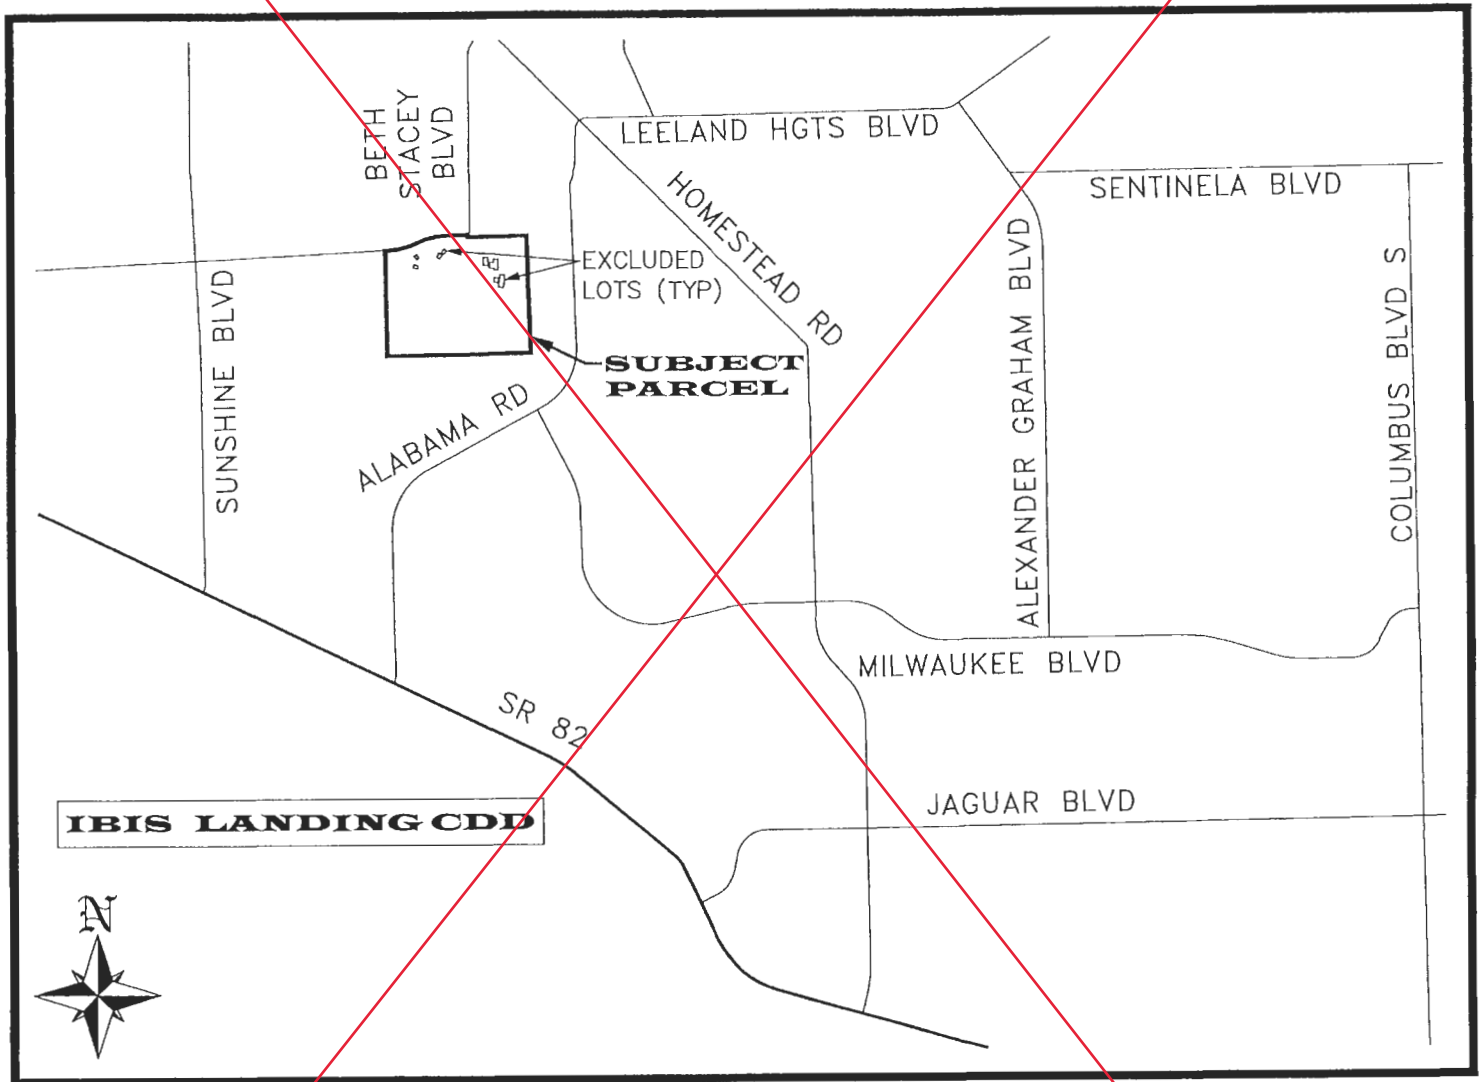 BETH
STACEY
BLVD
LEELAND HGTS BLVD
SENTINELA BLVD
HOMESTEAD RD
EXCLUDED
LOTS (TYP)
SUNSHINE BLVD
ALEXANDER GRAHAM BLVD
COLUMBUS BLVD S
SUBJECT
PARCEL
ALABAMA RD
MILWAUKEE BLVD
SR 82
JAGUAR BLVD
IBIS LANDING CDD
N